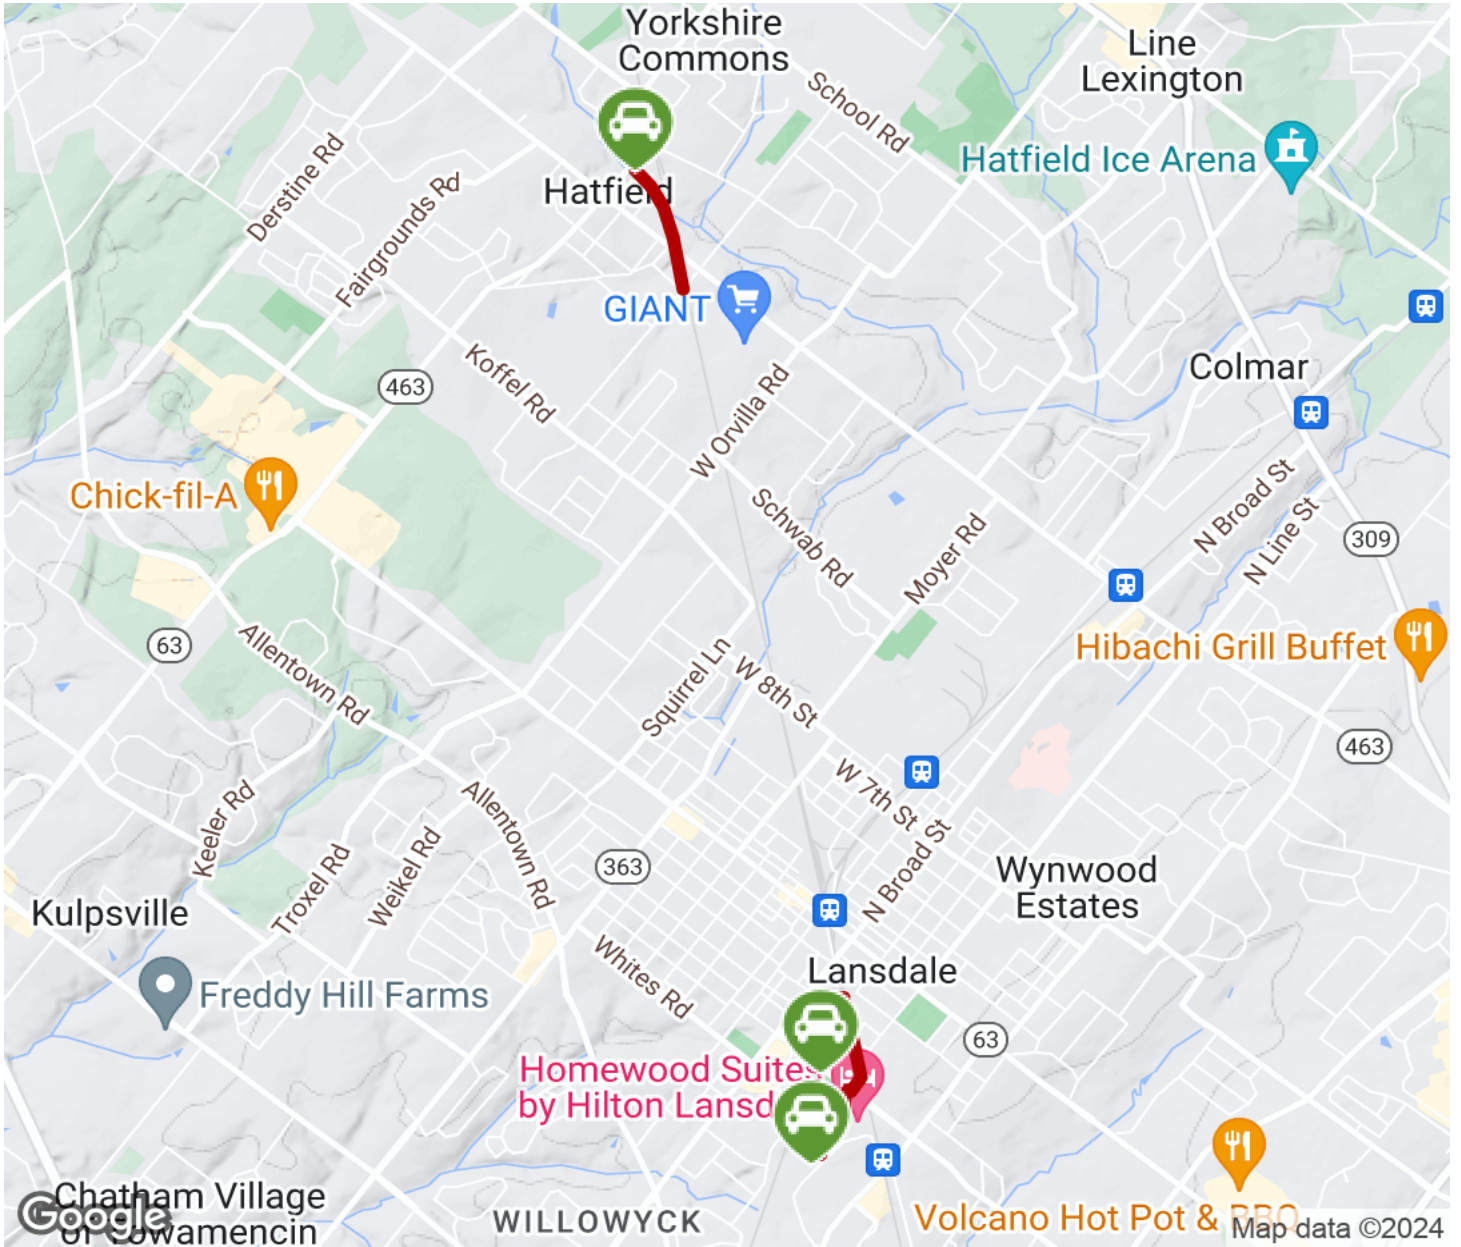 Yorkshire
Commons
Line
Lexington
School Rd
Hatfield Ice Arena
Derstine Rd
Fairgrounds Rd
Hatfield
GIANT
Colmar
463
Koffel Rd
W Orvilla Rd
Chick-fil-A
N Broad St
N Line St
Schwab Rd
Moyer Rd
309
63
Allentown Rd
Hibachi Grill Buffet
Squirrel Ln
W 8th St
463
Keeler Rd
Allentown Rd
W 7th St
Troxel Rd
Weikel Rd
363
N Broad St
Wynwood
Estates
Kulpsville
Whites Rd
Lansdale
Freddy Hill Farms
63
Homewood Suites
by Hilton Lansd
Chatham Village
of Towamencin
Google
WILLOWYCK
Volcano Hot Pot & BBQ
Map data ©2024